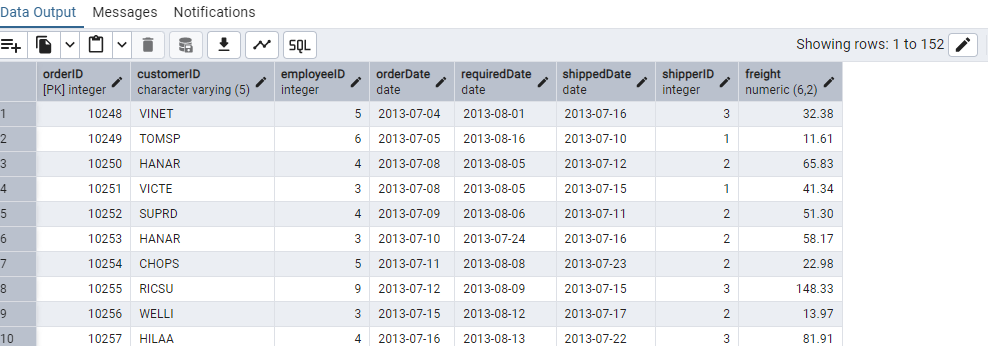 Data Output Messages Notifications
SQL Showing rows: 1 to 152
orderID customerID employeeID orderDate requiredDate shippedDate shipperID freight
[PK] integer character varying (5) integer date date date integer numeric (6,2)
1 10248 VINET 5 2013-07-04 2013-08-01 2013-07-16 3 32.38
2 10249 TOMSP 6 2013-07-05 2013-08-16 2013-07-10 1 11.61
3 10250 HANAR 4 2013-07-08 2013-08-05 2013-07-12 2 65.83
4 10251 VICTE 3 2013-07-08 2013-08-05 2013-07-15 1 41.34
5 10252 SUPRD 4 2013-07-09 2013-08-06 2013-07-11 2 51.30
6 10253 HANAR 3 2013-07-10 2013-07-24 2013-07-16 2 58.17
7 10254 CHOPS 5 2013-07-11 2013-08-08 2013-07-23 2 22.98
8 10255 RICSU 9 2013-07-12 2013-08-09 2013-07-15 3 148.33
9 10256 WELLI 3 2013-07-15 2013-08-12 2013-07-17 2 13.97
10 10257 HILAA 4 2013-07-16 2013-08-13 2013-07-22 3 81.91